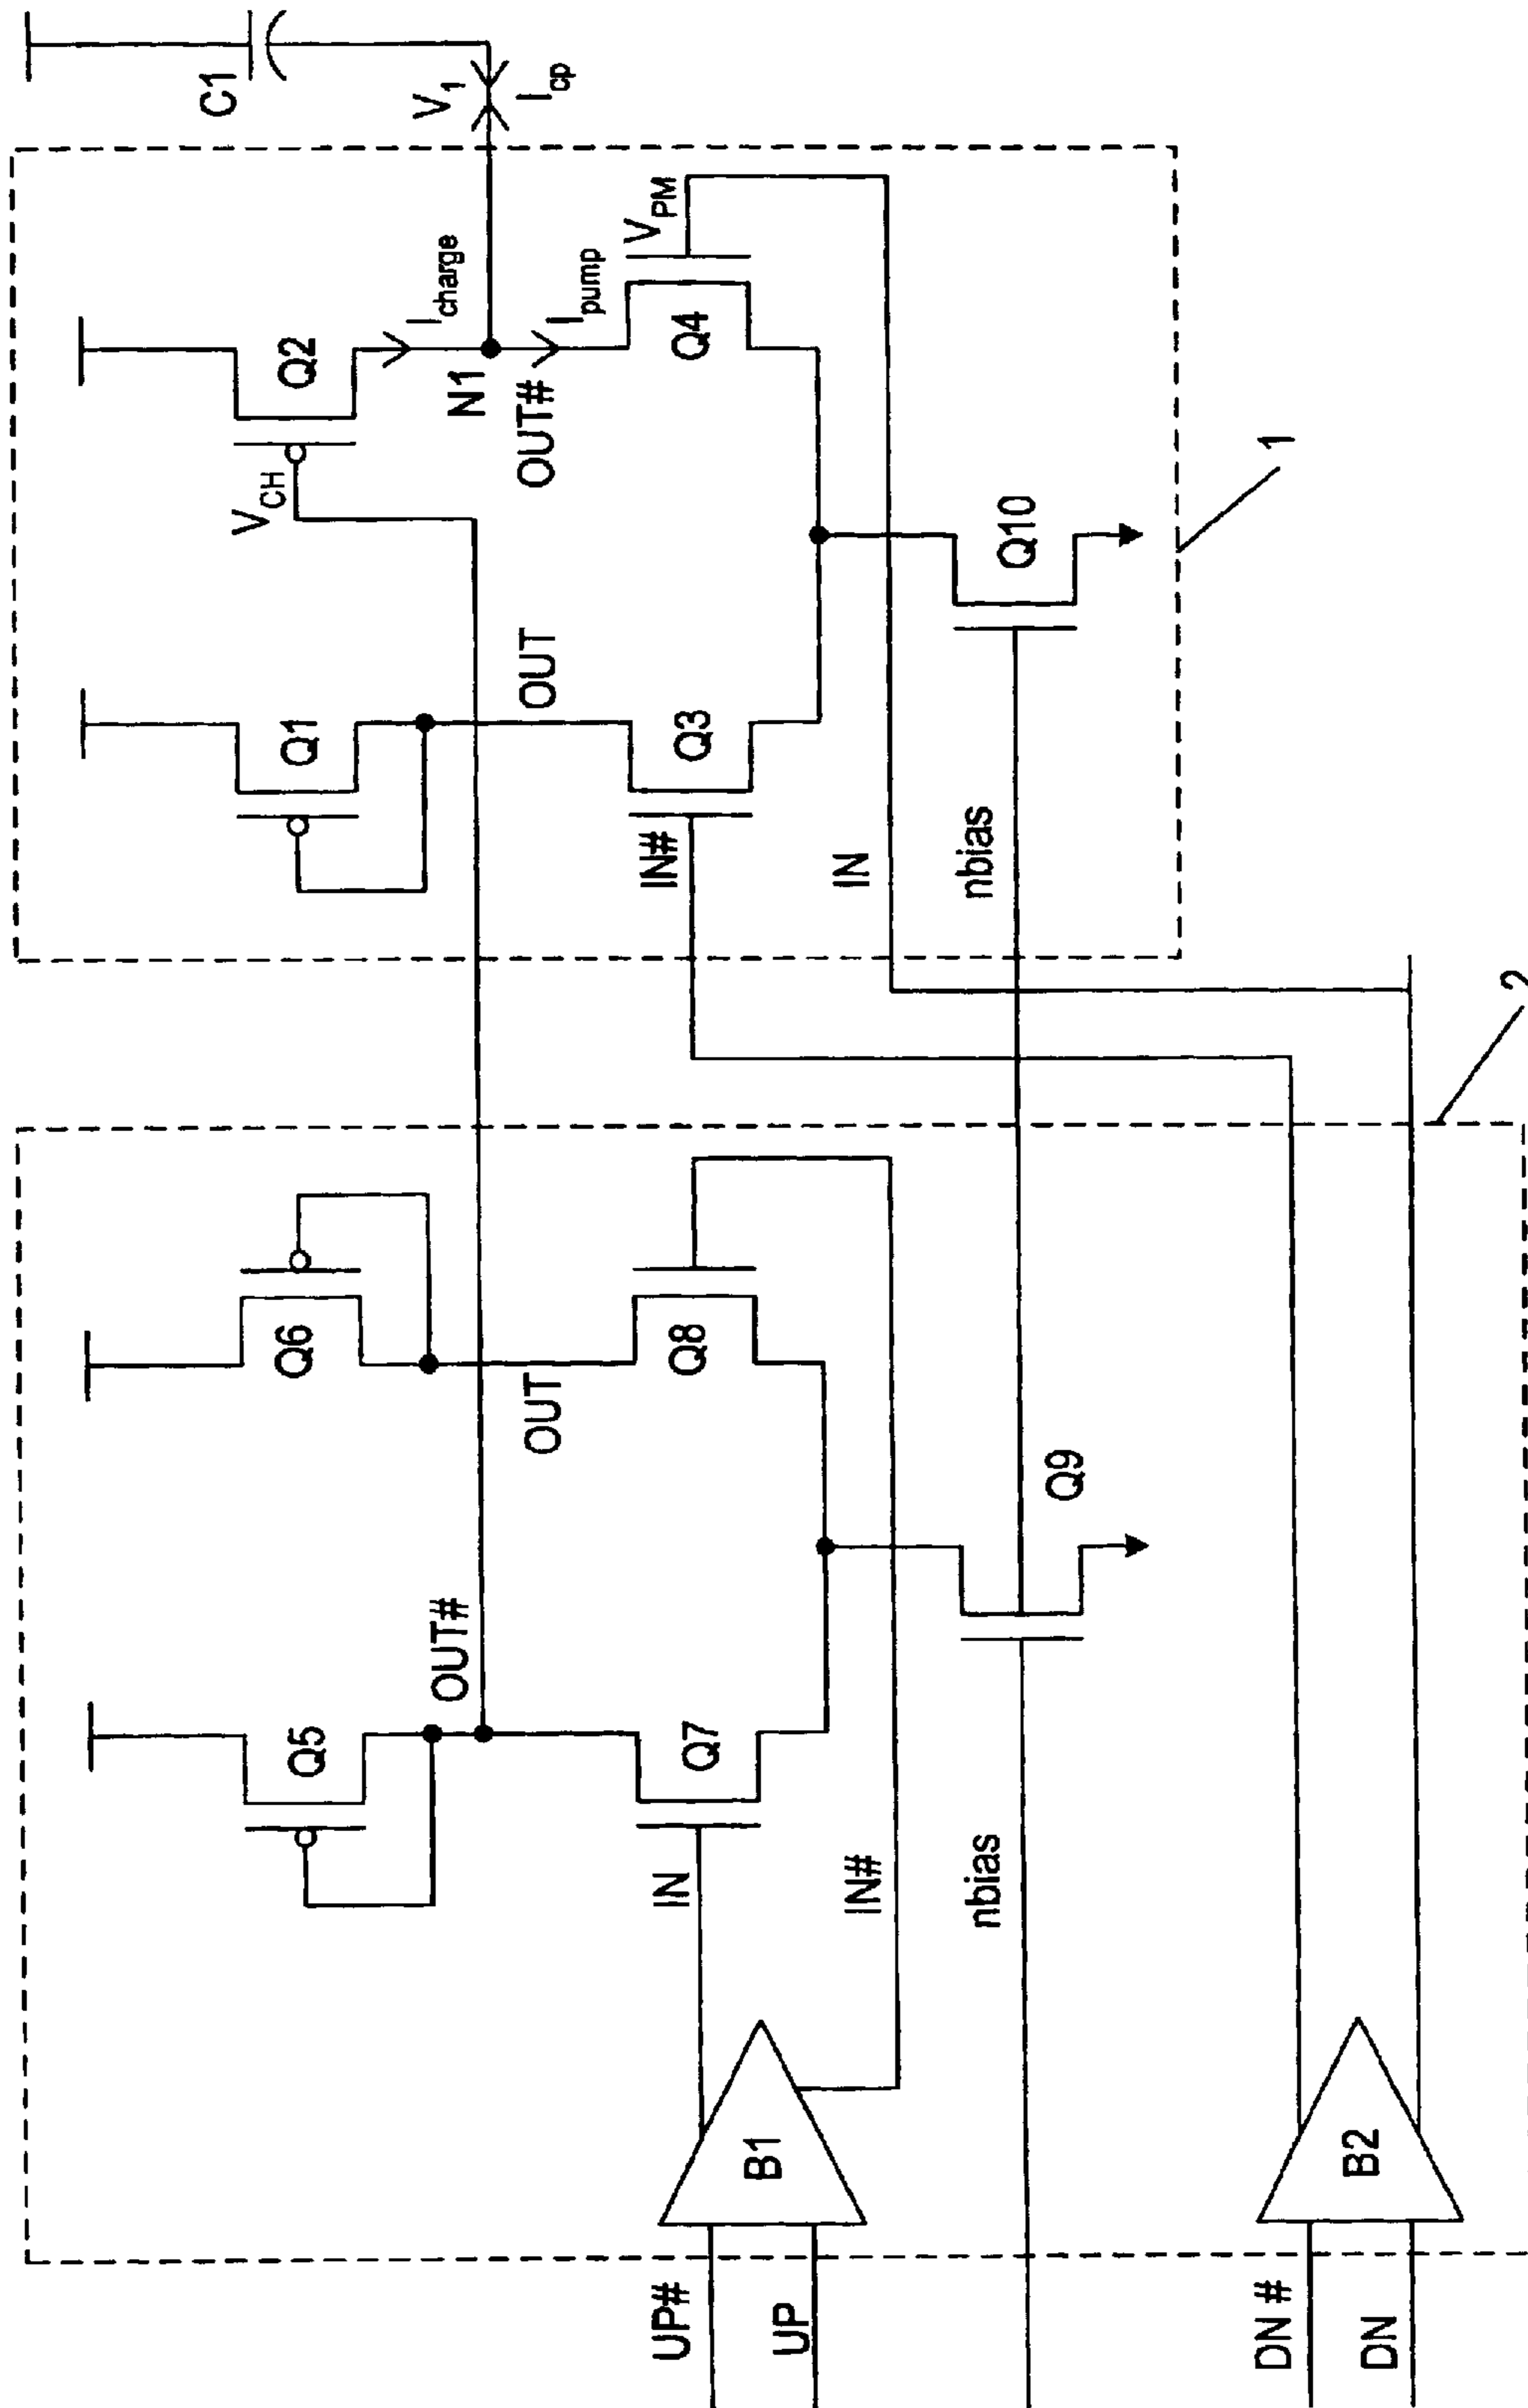 C1
V1
Icp
Q2
Icharge
VCH
N1
OUT#
Ipump
VPM
Q4
Q1
OUT
Q3
IN#
IN
Q10
nbias
1
Q6
Q8
OUT
Q5
OUT#
Q7
IN
IN#
Q9
nbias
2
B1
B2
UP#
UP
DN #
DN